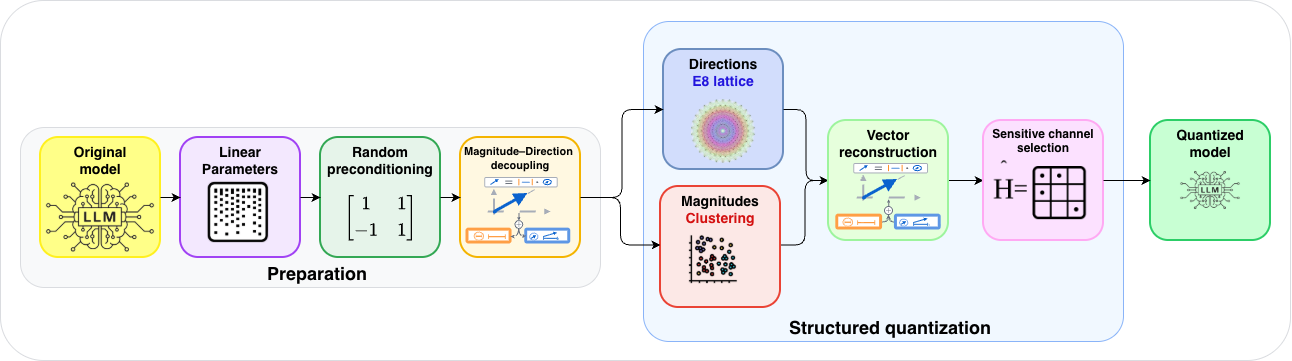 Original
model
LLM
Linear
Parameters
Random
preconditioning
1 1
−1 1
Magnitude–Direction
decoupling
Preparation
Directions
E8 lattice
Magnitudes
Clustering
Vector
reconstruction
Sensitive channel
selection
Ĥ=
Structured quantization
Quantized
model
LLM